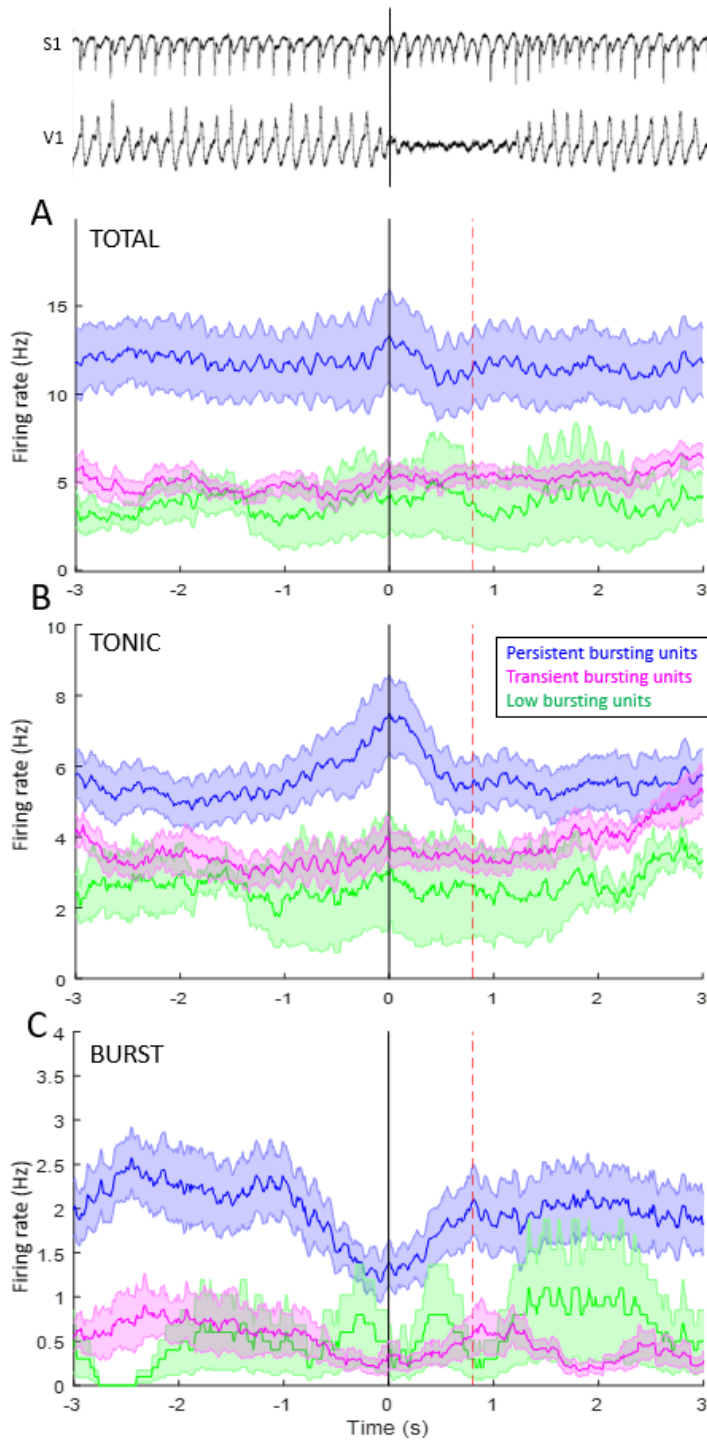 S1
V1
A
TOTAL
Firing rate (Hz)
15
10
5
0
-3 -2 -1 0 1 2 3
B
TONIC
Persistent bursting units
Transient bursting units
Low bursting units
Firing rate (Hz)
10
8
6
4
2
0
-3 -2 -1 0 1 2 3
C
BURST
Firing rate (Hz)
4
3.5
3
2.5
2
1.5
1
0.5
0
-3 -2 -1 0 1 2 3
Time (s)